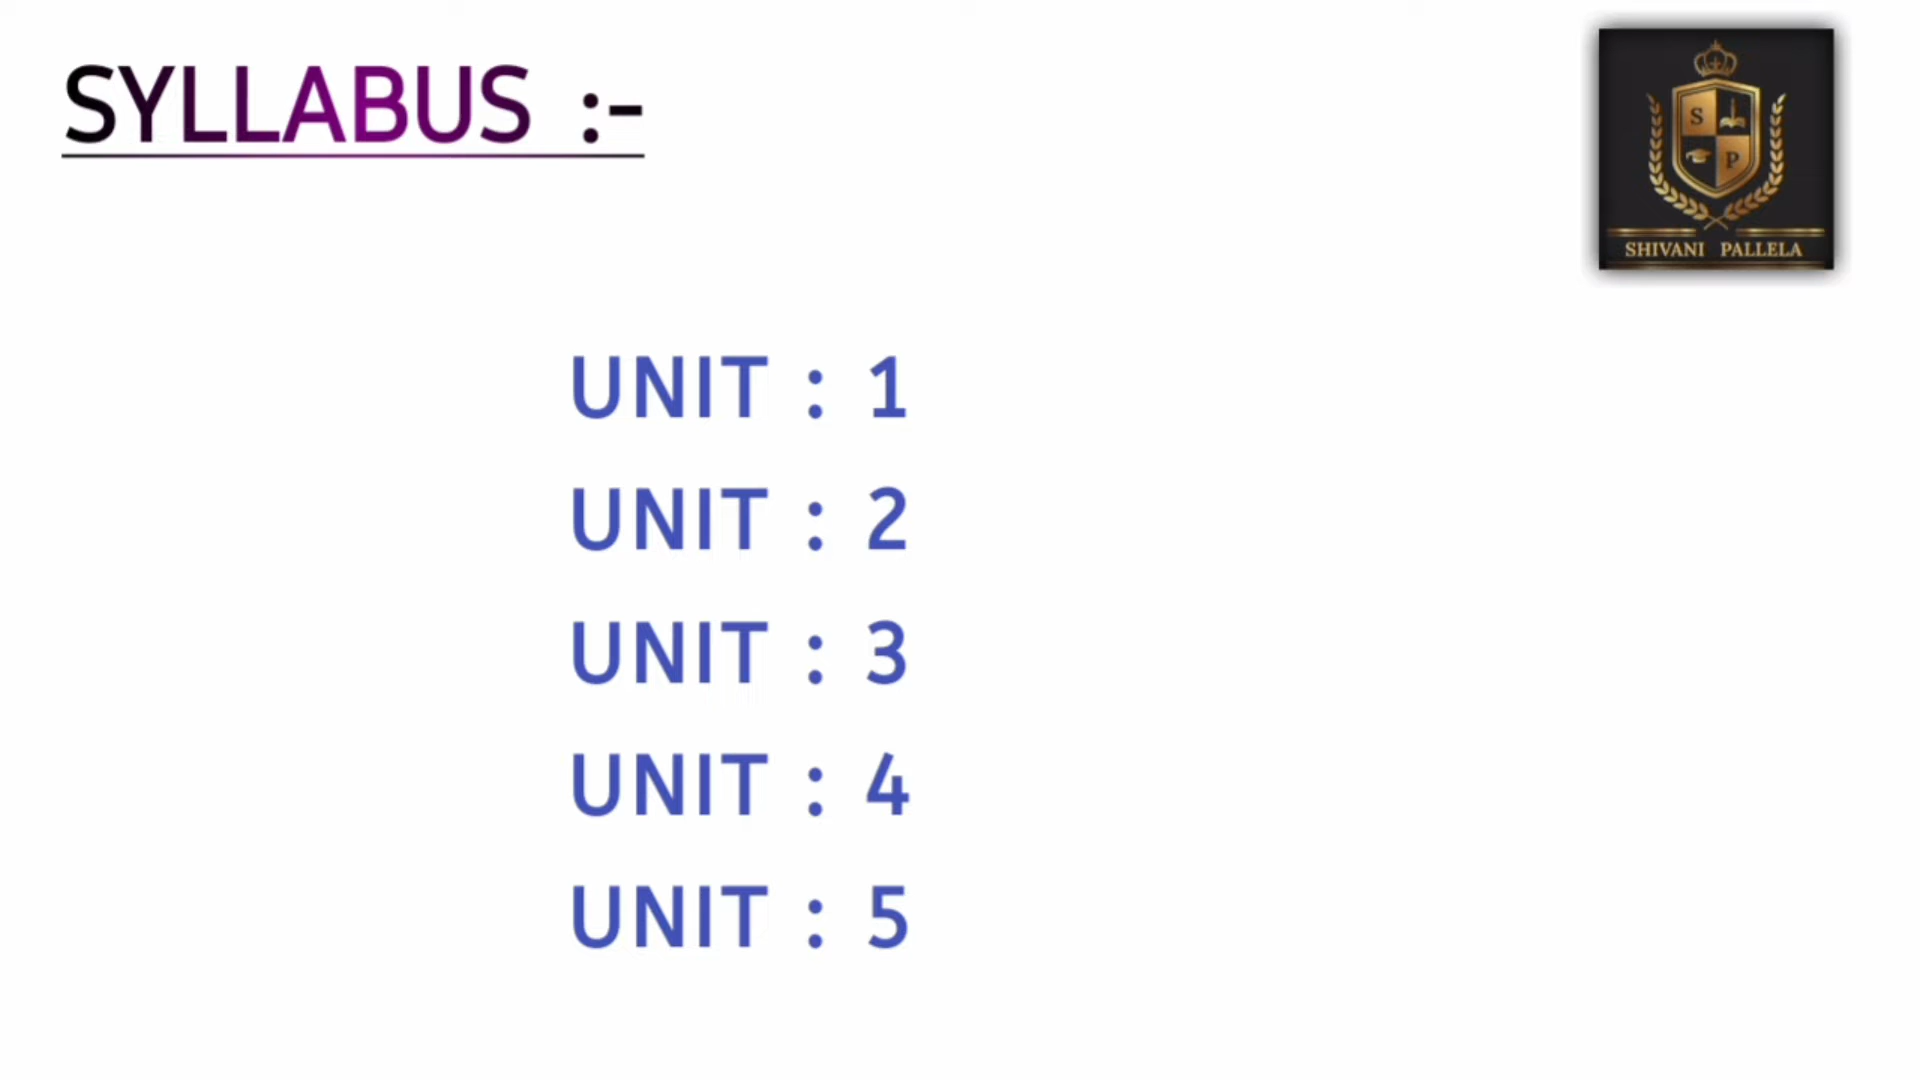 SYLLABUS :-
S
P
SHIVANI PALLELA
UNIT : 1
UNIT : 2
UNIT : 3
UNIT : 4
UNIT : 5